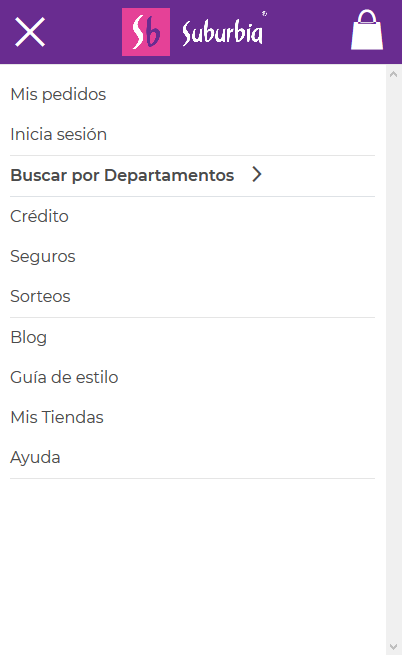 Sb Suburbia®
Mis pedidos
Inicia sesión
Buscar por Departamentos
Crédito
Seguros
Sorteos
Blog
Guía de estilo
Mis Tiendas
Ayuda